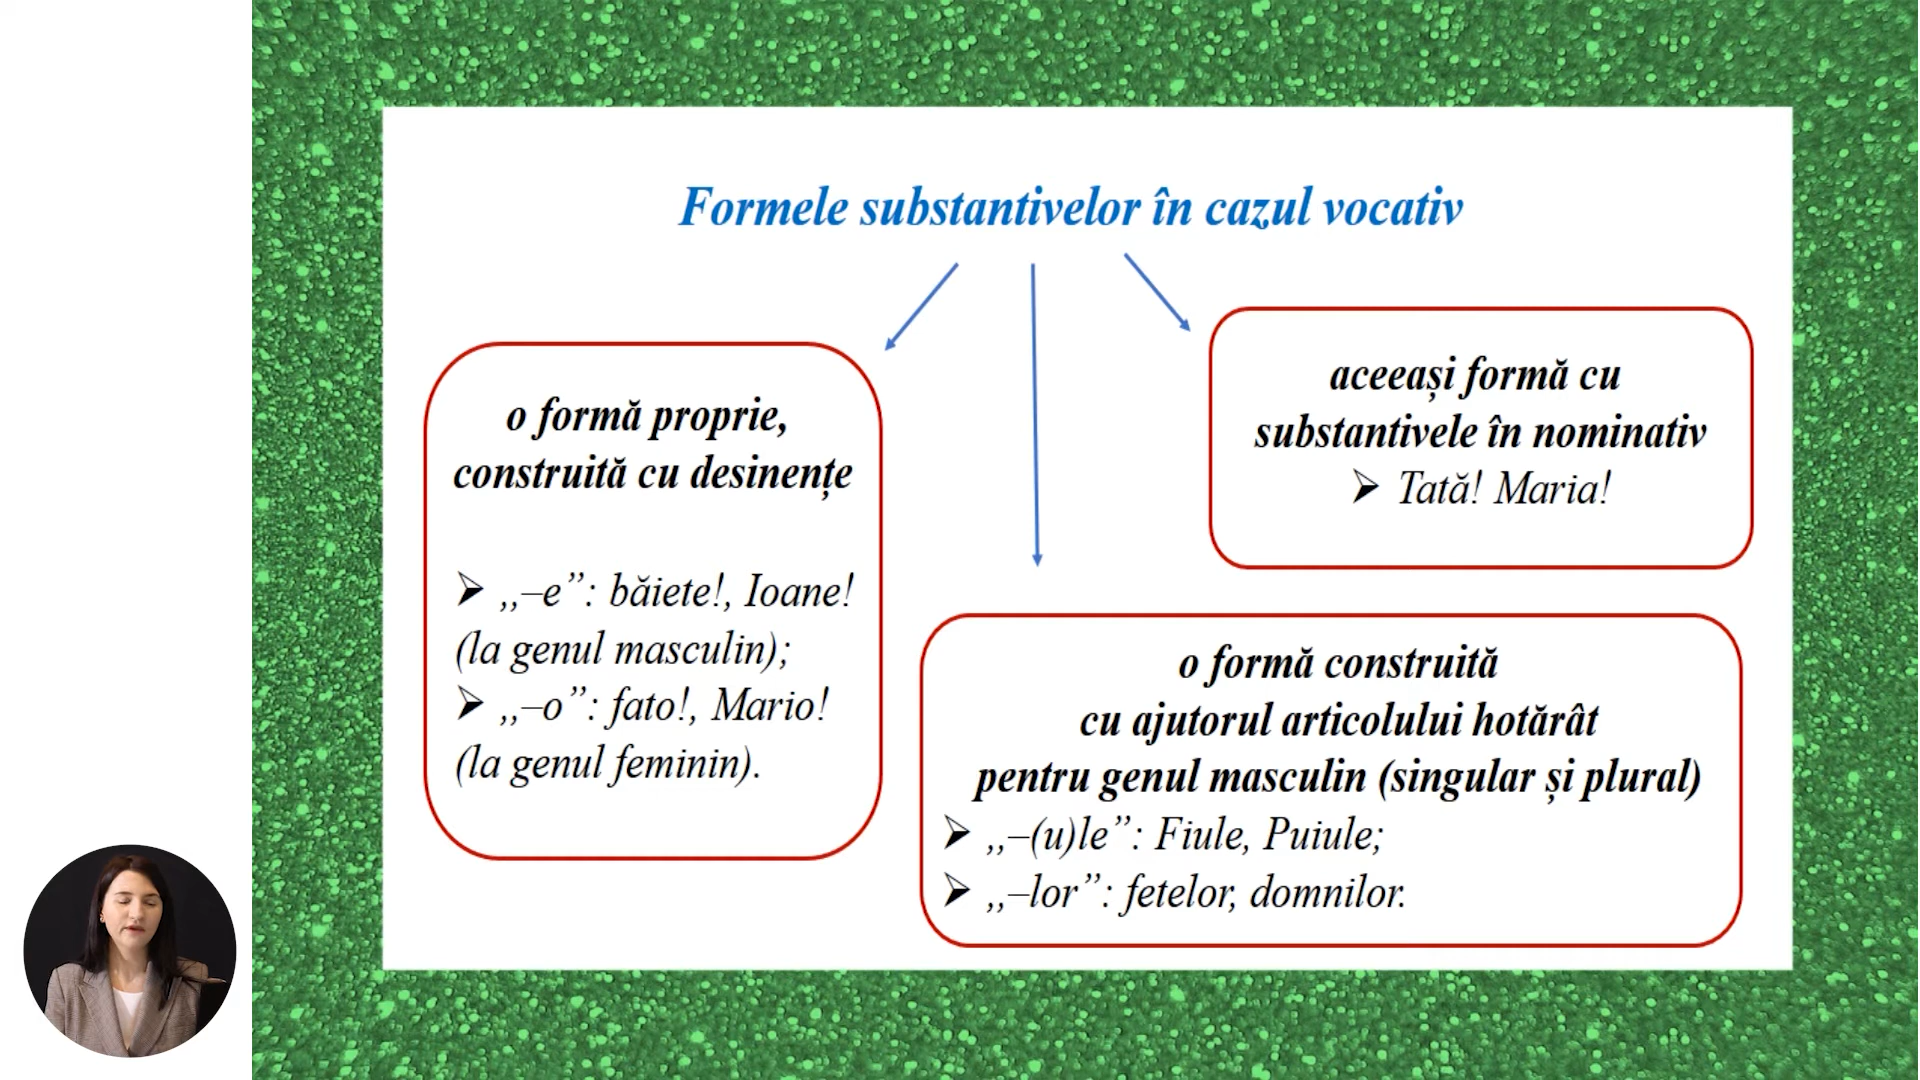 Formele substantivelor în cazul vocativ
o formă proprie,
construită cu desinențe
➢ ,,–e”: băiete!, Ioane!
(la genul masculin);
➢ ,,–o”: fato!, Mario!
(la genul feminin).
aceeași formă cu
substantivele în nominativ
➢ Tată! Maria!
o formă construită
cu ajutorul articolului hotărât
pentru genul masculin (singular și plural)
➢ ,,–(u)le”: Fiule, Puiule;
➢ ,,–lor”: fetelor, domnilor.